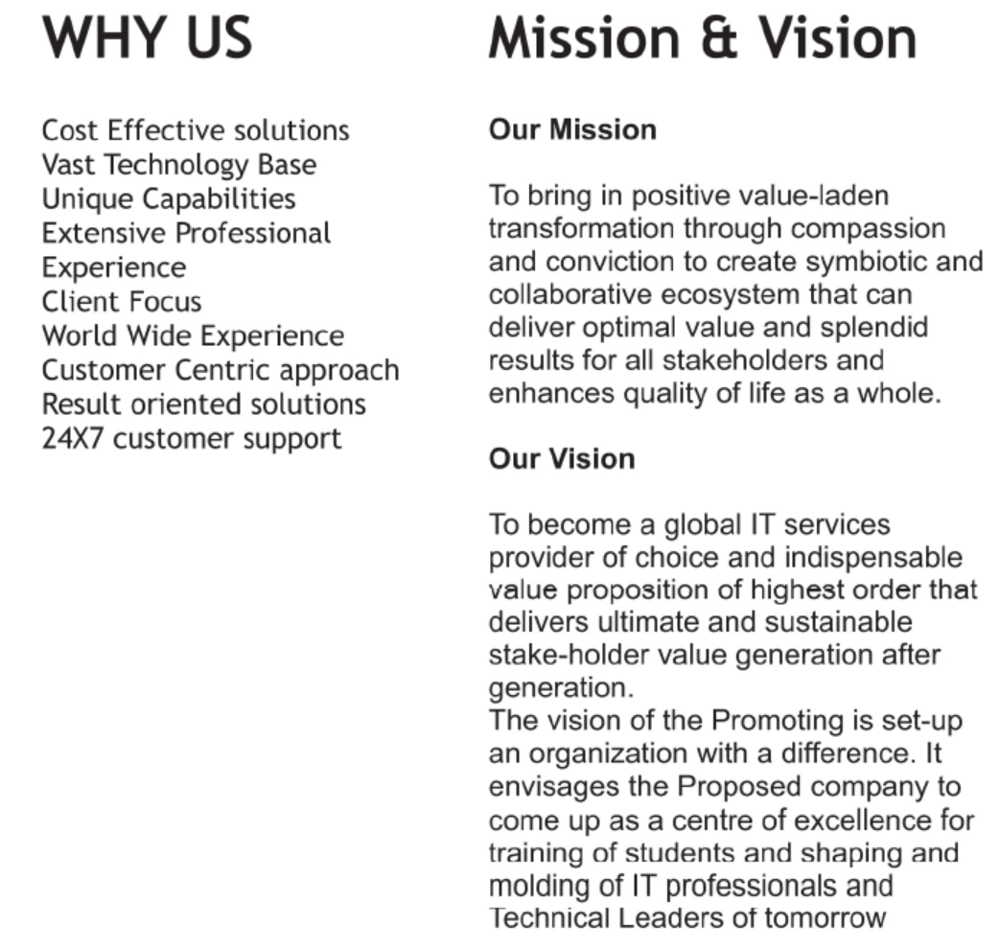 WHY US
Cost Effective solutions
Vast Technology Base
Unique Capabilities
Extensive Professional
Experience
Client Focus
World Wide Experience
Customer Centric approach
Result oriented solutions
24X7 customer support
Mission & Vision
Our Mission
To bring in positive value-laden
transformation through compassion
and conviction to create symbiotic and
collaborative ecosystem that can
deliver optimal value and splendid
results for all stakeholders and
enhances quality of life as a whole.
Our Vision
To become a global IT services
provider of choice and indispensable
value proposition of highest order that
delivers ultimate and sustainable
stake-holder value generation after
generation.
The vision of the Promoting is set-up
an organization with a difference. It
envisages the Proposed company to
come up as a centre of excellence for
training of students and shaping and
molding of IT professionals and
Technical Leaders of tomorrow